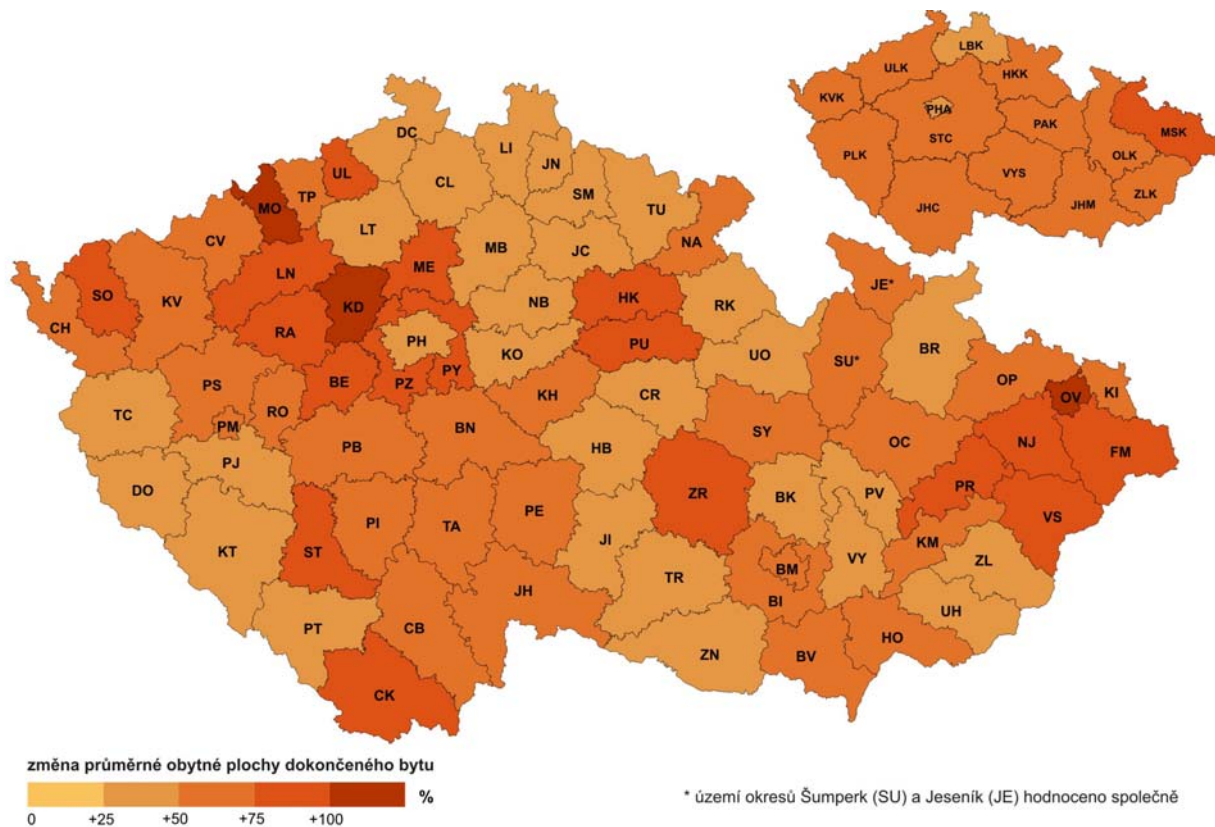 LBK
ULK
HKK
KVK
PHA
STC
PAK
MSK
PLK
OLK
VYS
ZLK
JHC
JHM
DC
LI
JN
UL
CL
SM
TP
MO
TU
LT
CV
MB
JC
NA
LN
ME
SO
KV
KD
NB
HK
RK
JE*
CH
RA
PH
KO
PU
UO
SU*
BR
BE
PZ
PY
OP
OV
KI
PS
RO
KH
CR
TC
PM
BN
SY
OC
NJ
FM
PB
HB
PJ
DO
ZR
BK
PV
PR
VS
PI
TA
PE
KT
ST
JI
VY
KM
ZL
TR
BM
JH
BI
UH
PT
CB
HO
ZN
BV
CK
změna průměrné obytné plochy dokončeného bytu
%
0 +25 +50 +75 +100
* území okresů Šumperk (SU) a Jeseník (JE) hodnoceno společně